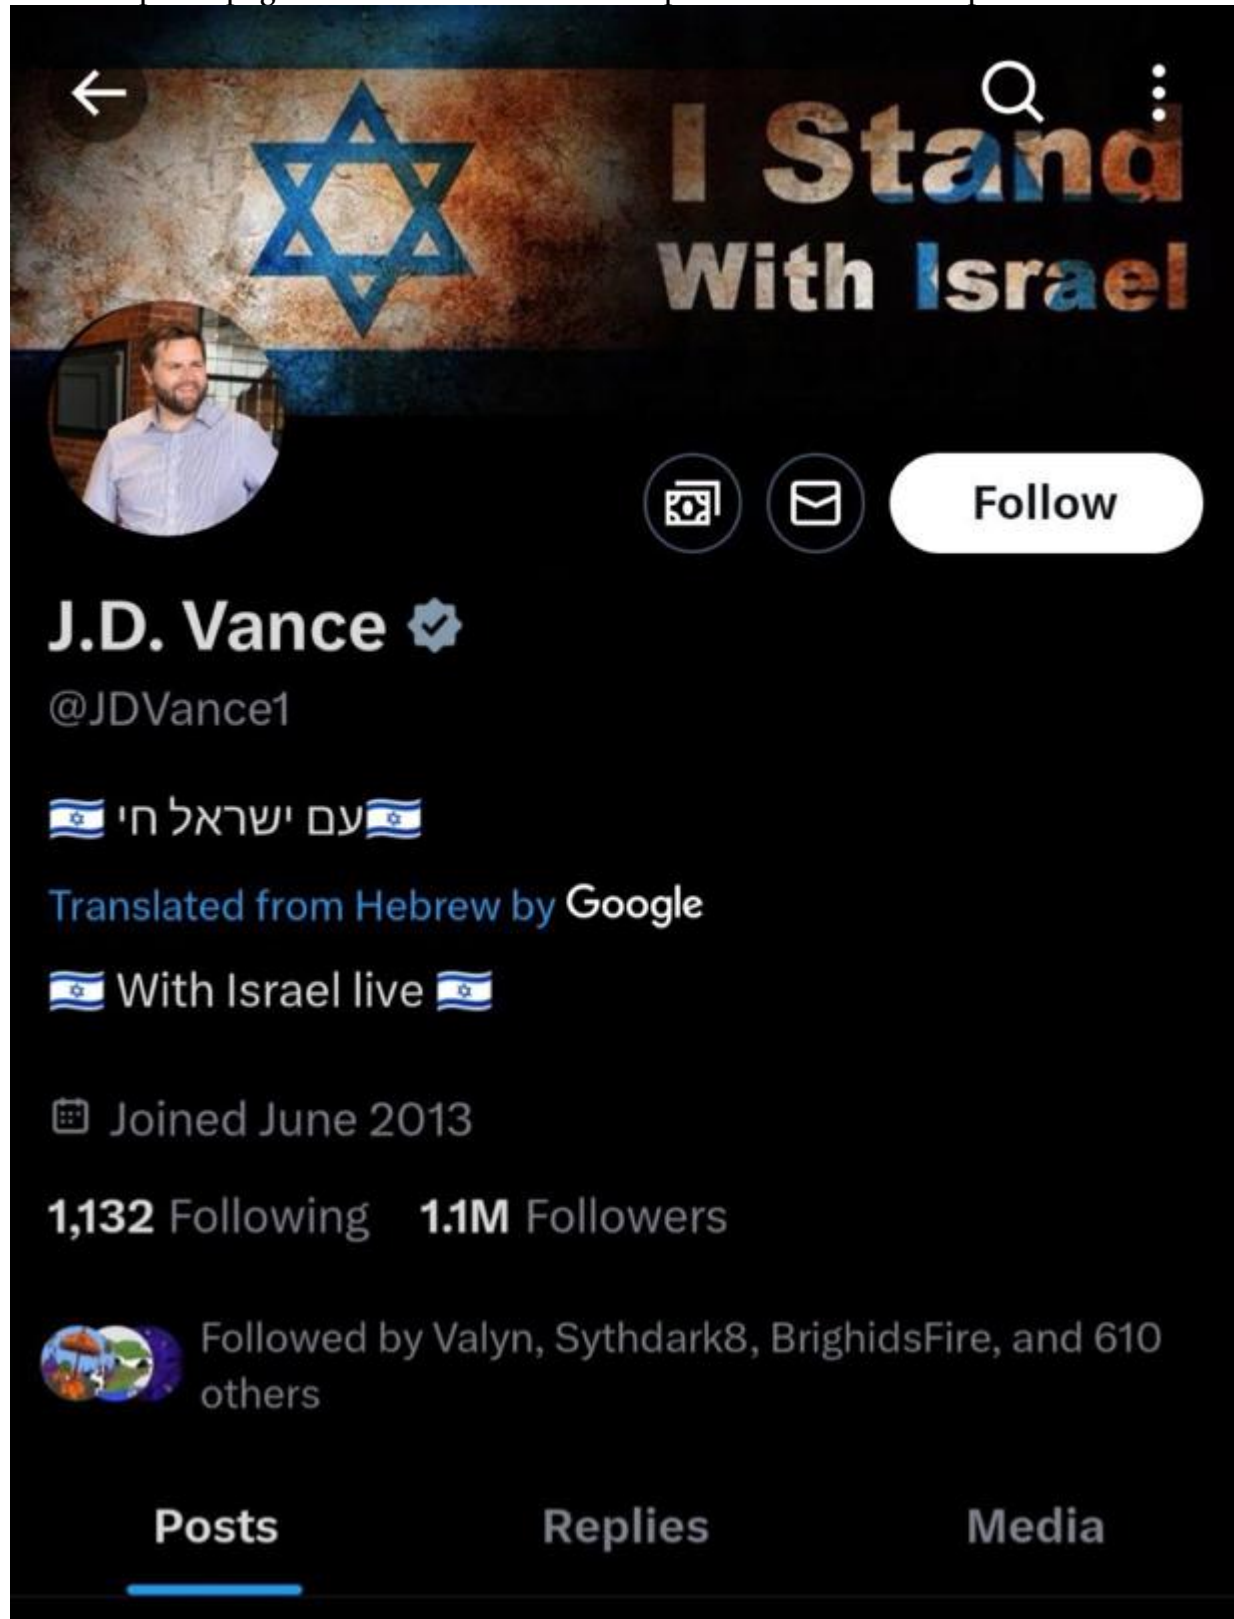 I Stand
With Israel
Follow
J.D. Vance
@JDVance1
🇮🇱עם ישראל חי 🇮🇱
Translated from Hebrew by Google
🇮🇱 With Israel live 🇮🇱
Joined June 2013
1,132 Following 1.1M Followers
Followed by Valyn, Sythdark8, BrighidsFire, and 610
others
Posts Replies Media